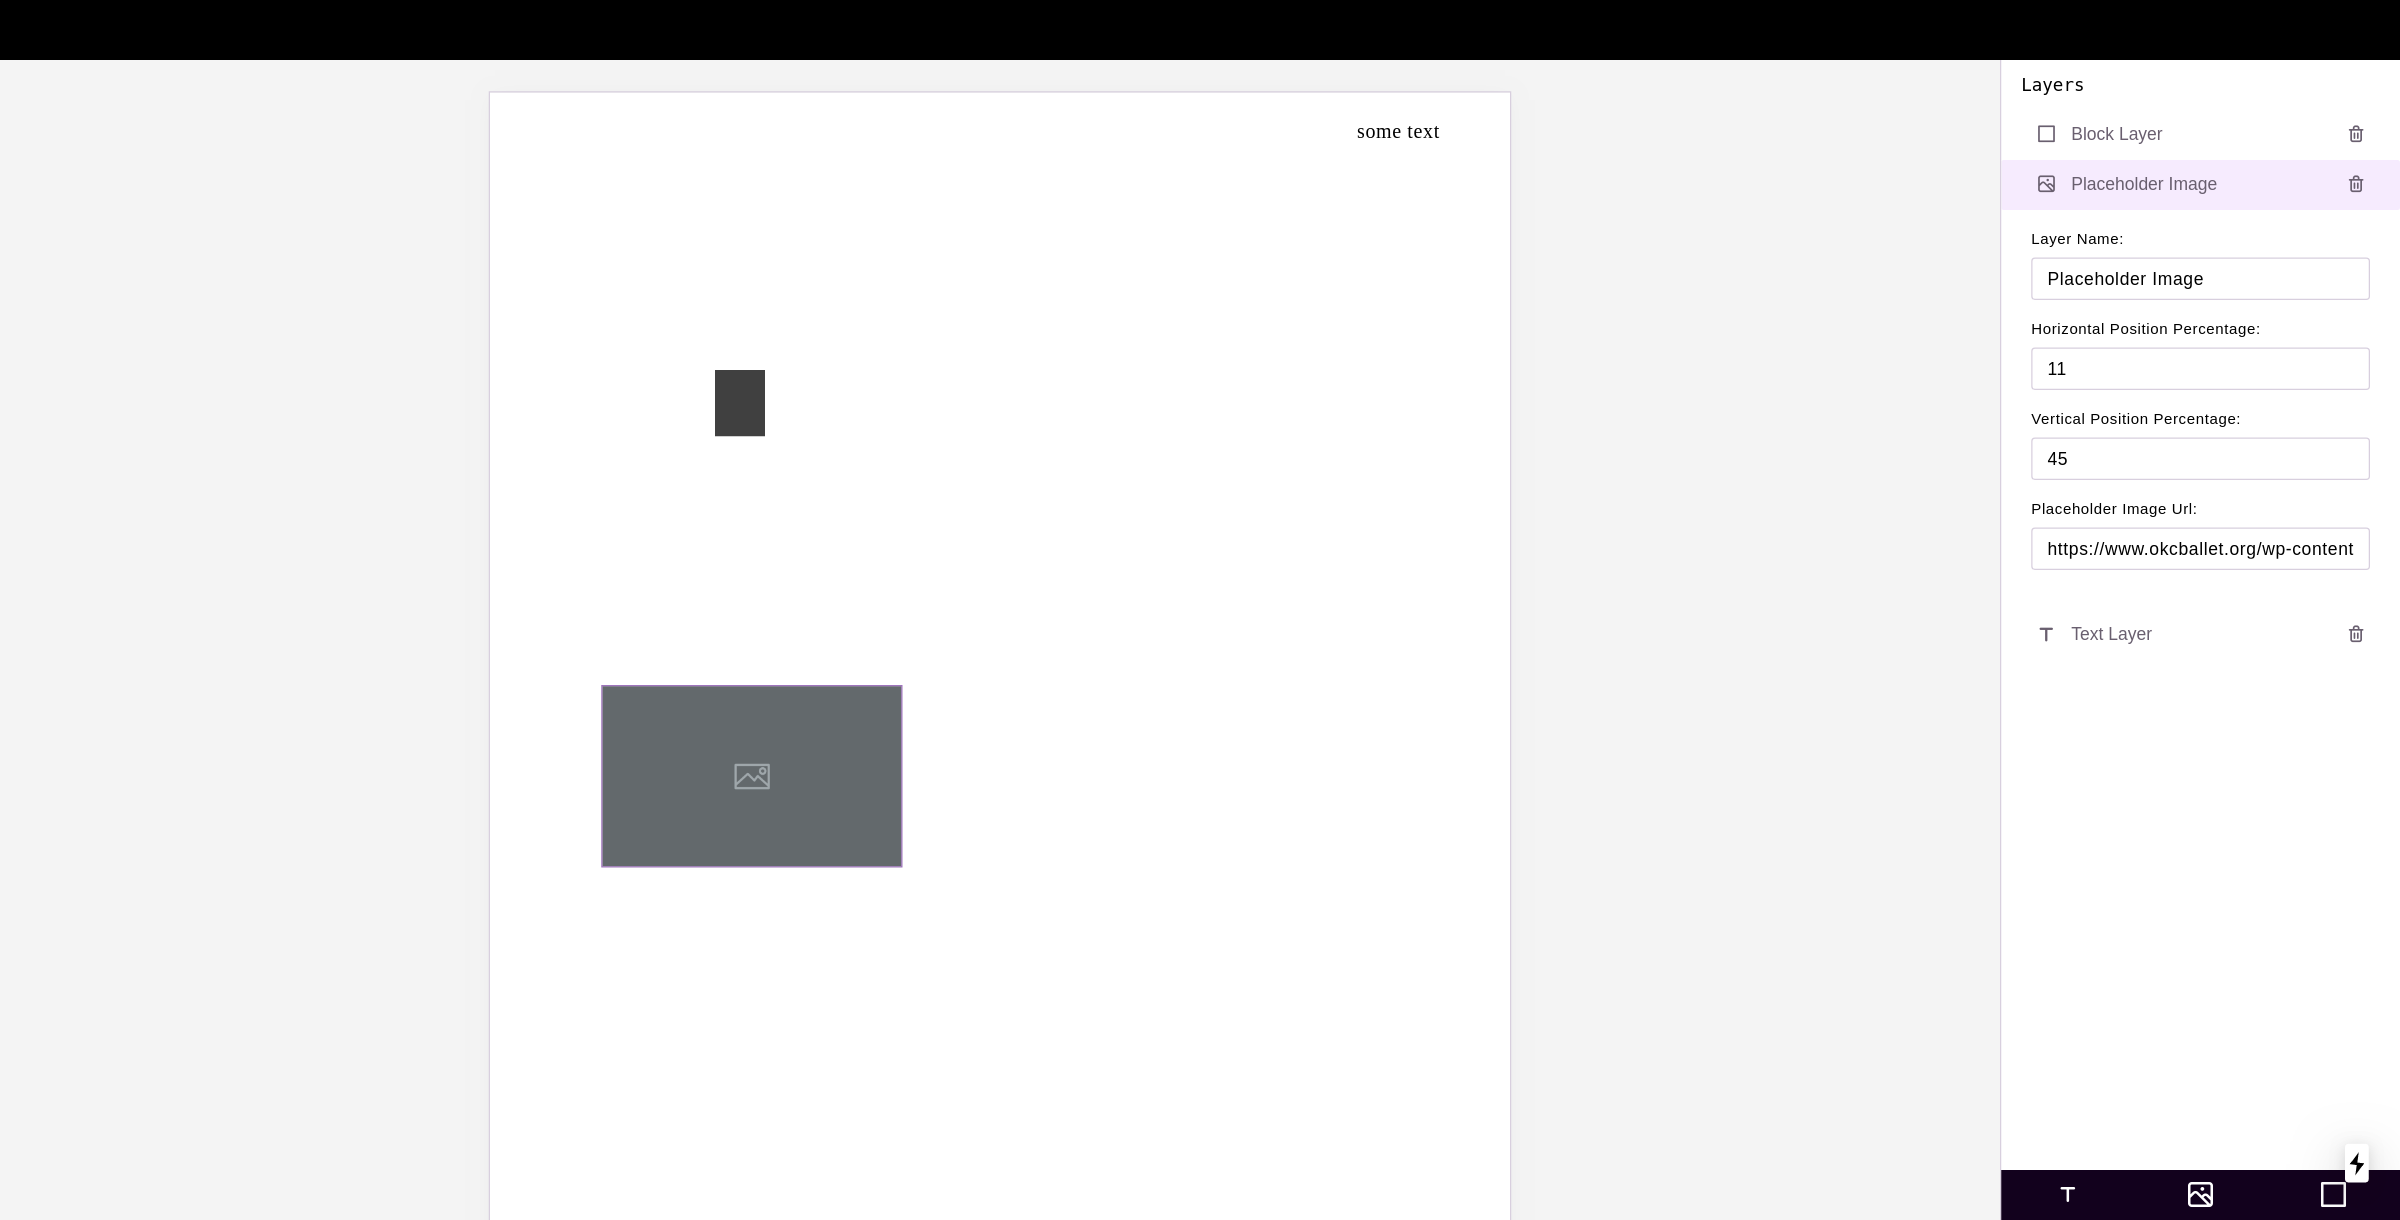 Layers
some text
Block Layer
Placeholder Image
Layer Name:
Placeholder Image
Horizontal Position Percentage:
11
Vertical Position Percentage:
45
Placeholder Image Url:
https://www.okcballet.org/wp-content
Text Layer